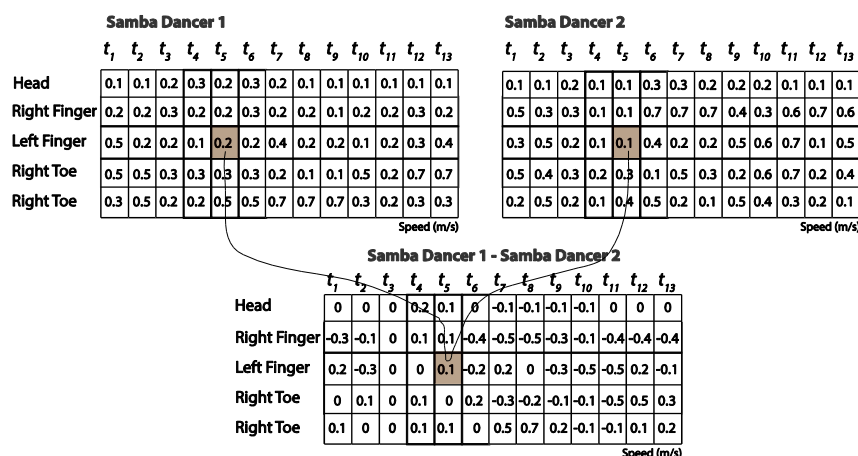 Samba Dancer 1
t1 t2 t3 t4 t5 t6 t7 t8 t9 t10 t11 t12 t13
Head 0.1 0.1 0.2 0.3 0.2 0.3 0.2 0.1 0.1 0.1 0.1 0.1 0.1
Right Finger 0.2 0.2 0.3 0.2 0.2 0.3 0.2 0.2 0.1 0.2 0.2 0.3 0.2
Left Finger 0.5 0.2 0.2 0.1 0.2 0.2 0.4 0.2 0.2 0.1 0.2 0.3 0.4
Right Toe 0.5 0.5 0.3 0.3 0.3 0.3 0.2 0.1 0.1 0.5 0.2 0.7 0.7
Right Toe 0.3 0.5 0.2 0.2 0.5 0.5 0.7 0.7 0.7 0.2 0.2 0.3 0.3
Speed (m/s)
Samba Dancer 2
t1 t2 t3 t4 t5 t6 t7 t8 t9 t10 t11 t12 t13
0.1 0.1 0.2 0.1 0.1 0.3 0.3 0.2 0.2 0.2 0.1 0.1 0.1
0.5 0.3 0.3 0.1 0.1 0.7 0.7 0.7 0.4 0.3 0.6 0.7 0.6
0.3 0.5 0.2 0.1 0.1 0.4 0.2 0.2 0.5 0.6 0.7 0.1 0.5
0.5 0.4 0.3 0.2 0.3 0.1 0.5 0.3 0.2 0.6 0.7 0.2 0.4
0.2 0.5 0.2 0.1 0.4 0.5 0.2 0.1 0.5 0.4 0.3 0.2 0.1
Speed (m/s)
Samba Dancer 1 - Samba Dancer 2
t1 t2 t3 t4 t5 t6 t7 t8 t9 t10 t11 t12 t13
Head 0 0 0 0.2 0.1 0 -0.1 -0.1 -0.1 -0.1 0 0 0
Right Finger -0.3 -0.1 0 0.1 0.1 -0.4 -0.5 -0.5 -0.3 -0.1 -0.4 -0.4 -0.4
Left Finger 0.2 -0.3 0 0 0.1 -0.2 0.2 0 -0.3 -0.5 -0.5 0.2 -0.1
Right Toe 0 0.1 0 0.1 0 0.2 -0.3 -0.2 -0.1 -0.1 -0.5 0.5 0.3
Right Toe 0.1 0 0 0.1 0.1 0 0.5 0.7 0.2 -0.1 -0.1 0.1 0.2
Speed (m/s)